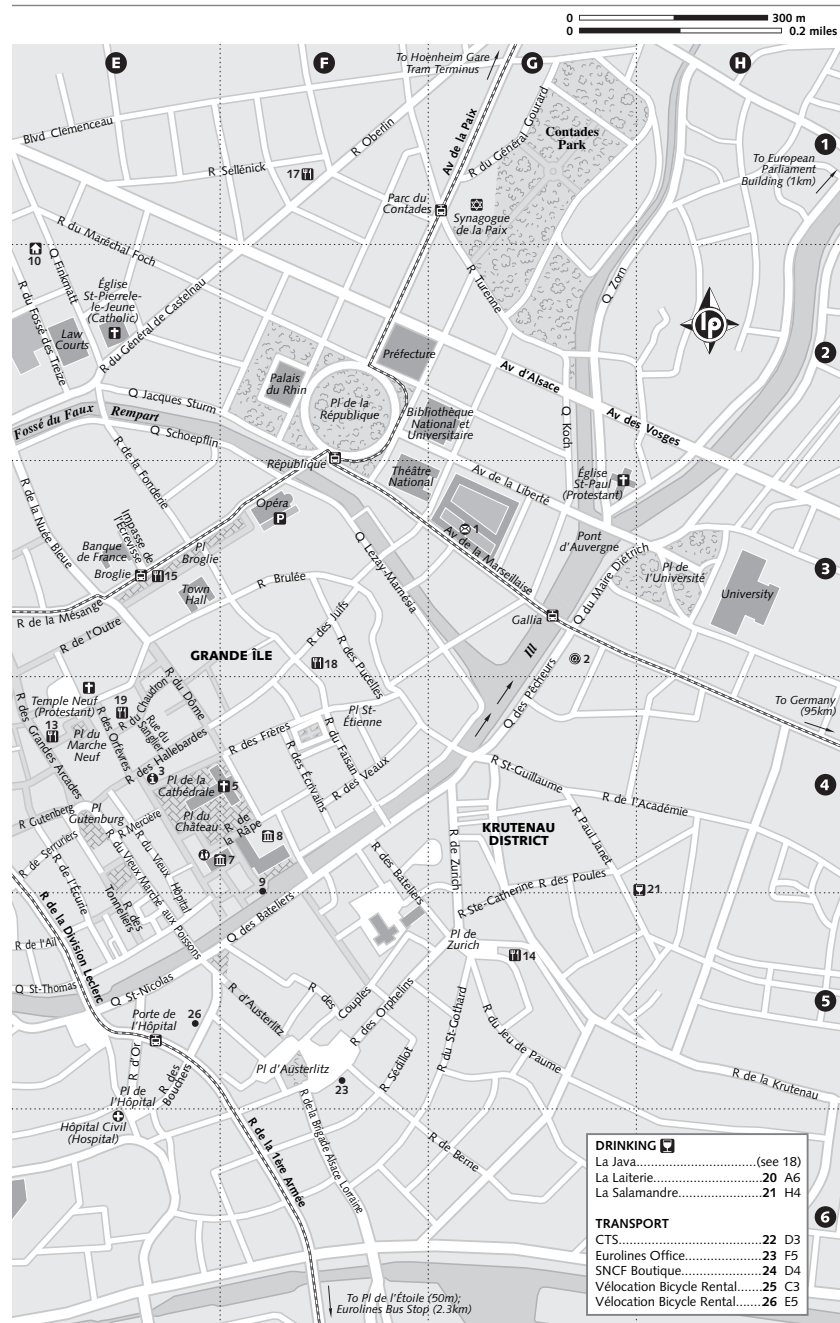 0 300 m
0 0.2 miles
E
F
G
H
To Hoenheim Gare
Tram Terminus
Blvd Clemenceau
R Oberlin
Av de la Paix
R du Général Gourard
Contades
Park
1
To European
Parliament
Building (1km)
R Sellénick
17
Parc du
Contades
Synagogue
de la Paix
R du Maréchal Foch
10
Q Finkmatt
R du Fossé des Treize
Église
St-Pierrele-
le-Jeune
(Catholic)
Law
Courts
R du Général de Castelnau
R Turenne
Q Zorn
lp
Préfecture
Av d'Alsace
2
Palais
du Rhin
Pl de la
République
Q Jacques Sturm
Fossé du Faux Rempart
Q Schoepflin
Bibliothèque
National et
Universitaire
Q Koch
Av des Vosges
République
Théâtre
National
Av de la Liberté
Église
St-Paul
(Protestant)
R de la Fonderie
R de la Nuée Bleue
Impasse de
l'Écrevisse
Opéra
P
1
Av de la Marseillaise
Pont
d'Auvergne
Banque
de France
Pl
Broglie
Broglie
15
Town
Hall
Q Lezay-Marnésia
Q du Maire Diétrich
Pl de
l'Université
University
3
R Brulée
R de la Mésange
R de l'Outre
Gallia
R des Juifs
GRANDE ÎLE
18
R des Pucelles
Ill
2
Temple Neuf
(Protestant)
19
R du Chaudron
R du Dôme
Rue du
Sanglier
R des Orfèvres
13
Pl du
Marche
Neuf
R des Grandes Arcades
R des Hallebardes
R des Frères
Pl St-
Étienne
R du Faisan
R des Écrivains
R des Veaux
Q des Pêcheurs
To Germany
(95km)
3
Pl de la
Cathédrale
5
R St-Guillaume
R de l'Académie
4
R Gutenberg
Pl
Gutenburg
R Mercière
Pl du
Château
R de
la Râpe
8
7
R de Serruriers
R de l'Écurie
R des
Tonneliers
R du Vieux Marché aux Poissons
R du Vieux Hôpital
9
R des Bateliers
R de Zurich
KRUTENAU
DISTRICT
R Paul Janet
R Ste-Catherine
R des Poules
21
R de la Division Leclerc
R de l'Ail
Q des Bateliers
Pl de
Zurich
14
Q St-Thomas
Q St-Nicolas
R d'Austerlitz
R des Couples
R des Orphelins
5
Porte de
l'Hôpital
26
R du St-Gothard
R du Jeu de Paume
R d'Or
Pl de
l'Hôpital
R des
Bouchers
Pl d'Austerlitz
23
R Sédillot
R de la Krutenau
Hôpital Civil
(Hospital)
R de la 1ère Armée
R de la Brigade Alsace Lorraine
R de Berne
DRINKING
La Java.............................(see 18)
La Laiterie..........................20 A6
La Salamandre...................21 H4
6
TRANSPORT
CTS.....................................22 D3
Eurolines Office..................23 F5
SNCF Boutique...................24 D4
Vélocation Bicycle Rental.....25 C3
Vélocation Bicycle Rental.....26 E5
To Pl de l'Étoile (50m);
Eurolines Bus Stop (2.3km)